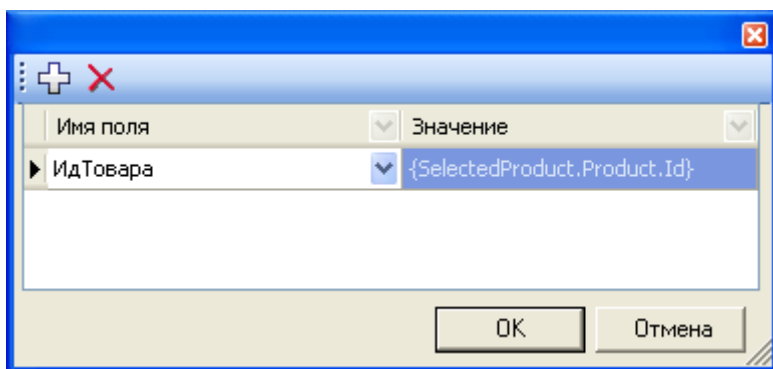 Имя поля Значение
ИдТовара {SelectedProduct.Product.Id}
OK Отмена